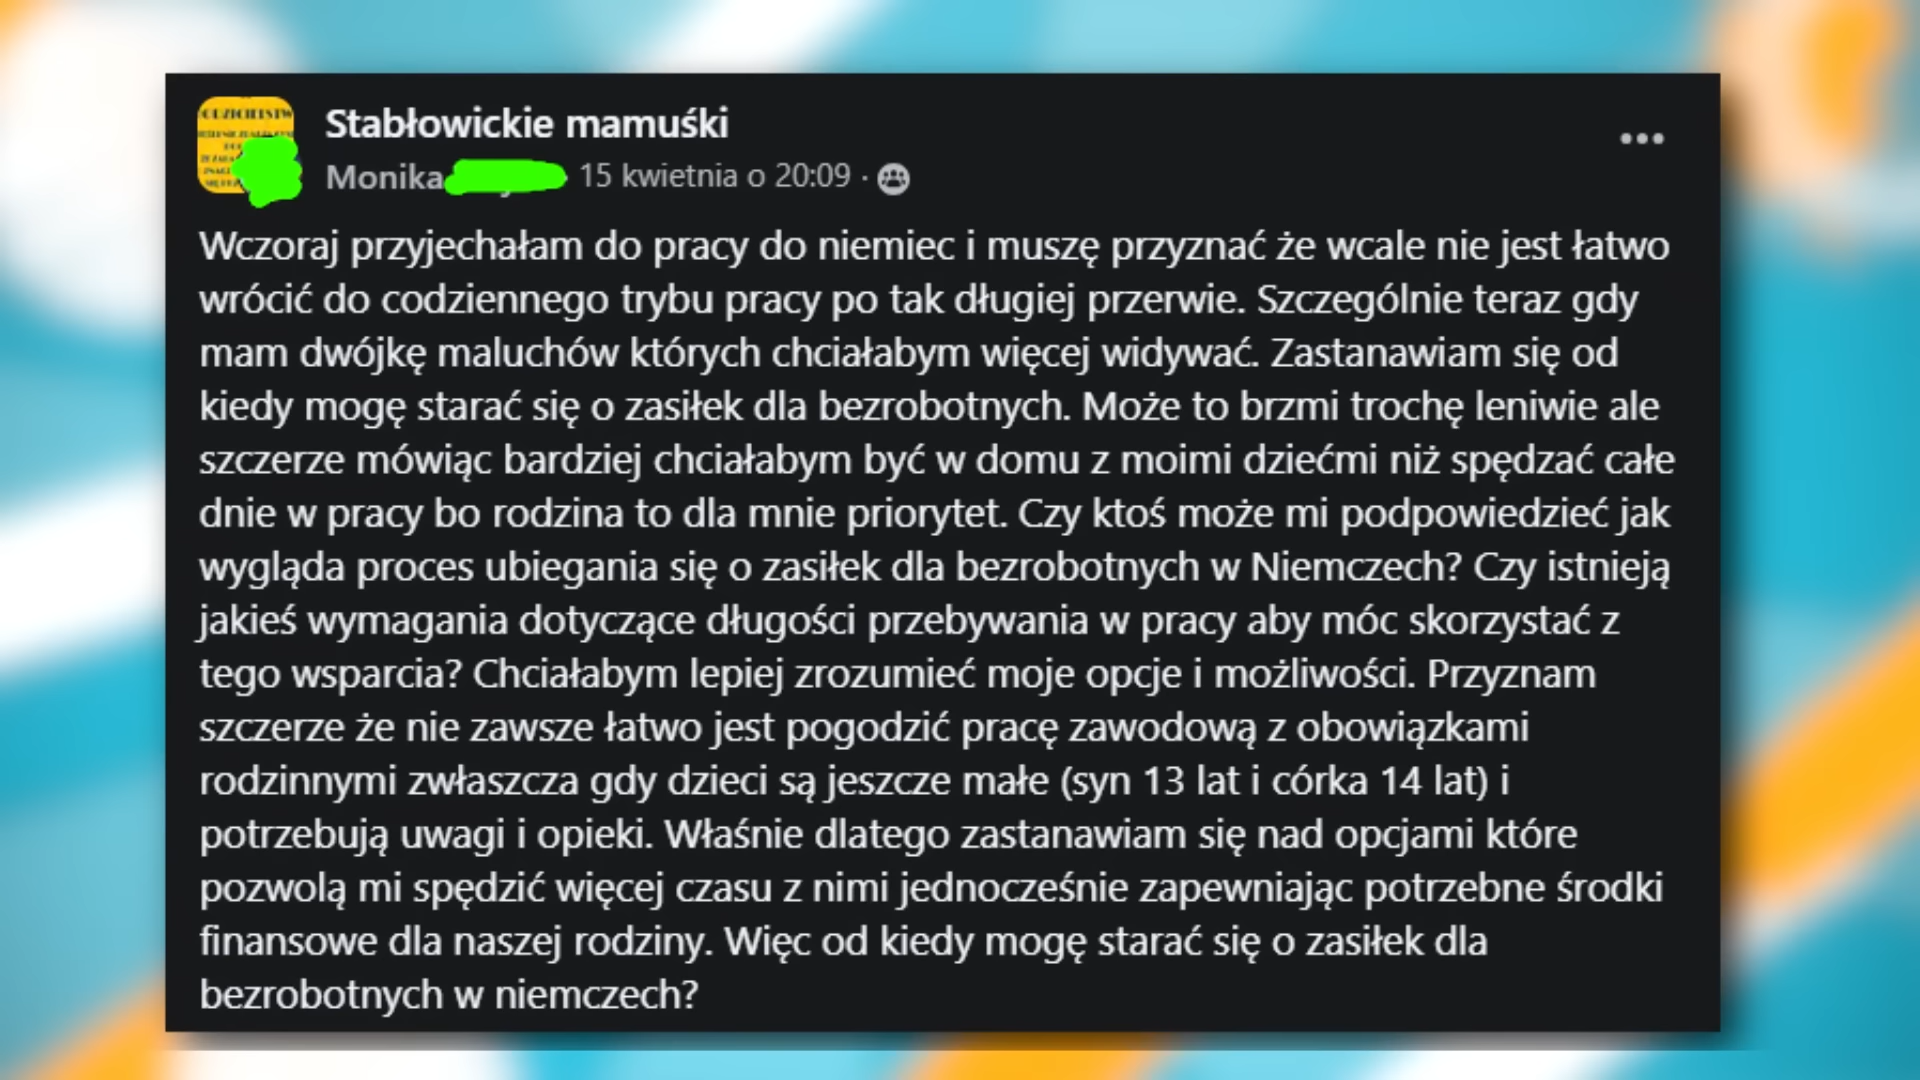 Stabłowickie mamuśki
Monika 15 kwietnia o 20:09 ·
Wczoraj przyjechałam do pracy do niemiec i muszę przyznać że wcale nie jest łatwo
wrócić do codziennego trybu pracy po tak długiej przerwie. Szczególnie teraz gdy
mam dwójkę maluchów których chciałabym więcej widywać. Zastanawiam się od
kiedy mogę starać się o zasiłek dla bezrobotnych. Może to brzmi trochę leniwie ale
szczerze mówiąc bardziej chciałabym być w domu z moimi dziećmi niż spędzać całe
dnie w pracy bo rodzina to dla mnie priorytet. Czy ktoś może mi podpowiedzieć jak
wygląda proces ubiegania się o zasiłek dla bezrobotnych w Niemczech? Czy istnieją
jakieś wymagania dotyczące długości przebywania w pracy aby móc skorzystać z
tego wsparcia? Chciałabym lepiej zrozumieć moje opcje i możliwości. Przyznam
szczerze że nie zawsze łatwo jest pogodzić pracę zawodową z obowiązkami
rodzinnymi zwłaszcza gdy dzieci są jeszcze małe (syn 13 lat i córka 14 lat) i
potrzebują uwagi i opieki. Właśnie dlatego zastanawiam się nad opcjami które
pozwolą mi spędzić więcej czasu z nimi jednocześnie zapewniając potrzebne środki
finansowe dla naszej rodziny. Więc od kiedy mogę starać się o zasiłek dla
bezrobotnych w niemczech?